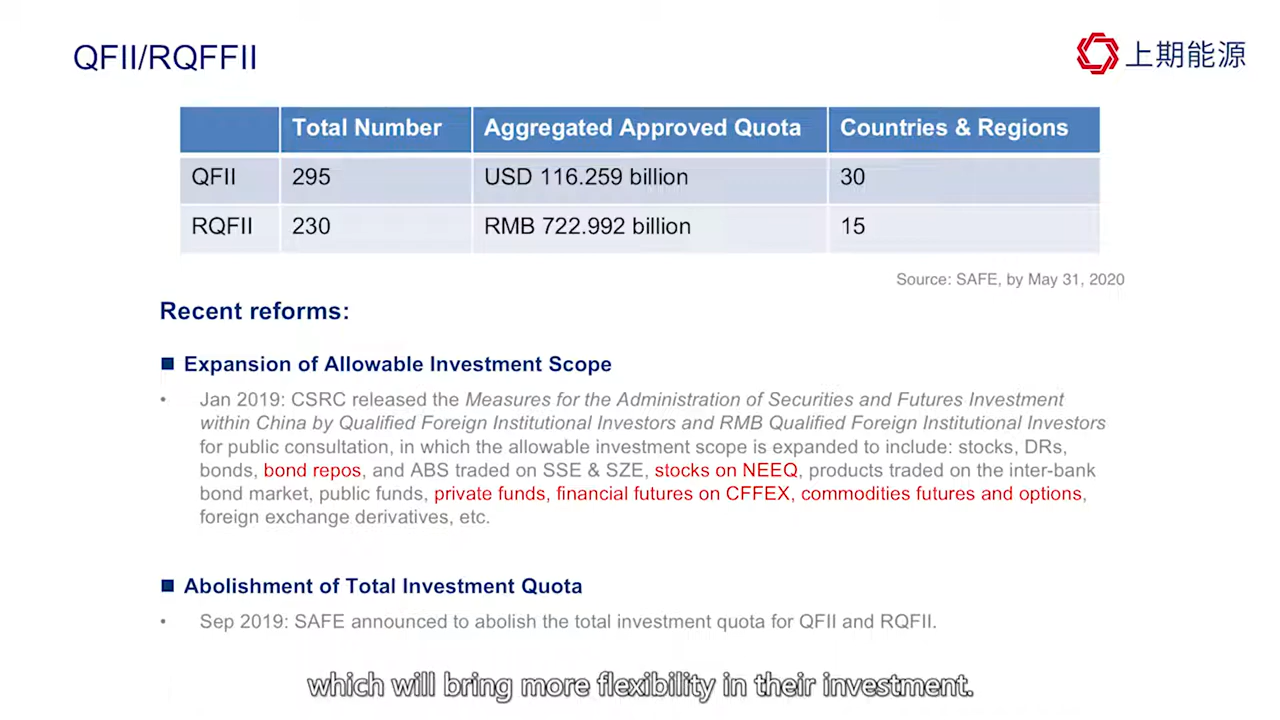 QFII/RQFFII
上期能源
Total Number Aggregated Approved Quota Countries & Regions
QFII 295 USD 116.259 billion 30
RQFII 230 RMB 722.992 billion 15
Source: SAFE, by May 31, 2020
Recent reforms:
■ Expansion of Allowable Investment Scope
• Jan 2019: CSRC released the Measures for the Administration of Securities and Futures Investment
within China by Qualified Foreign Institutional Investors and RMB Qualified Foreign Institutional Investors
for public consultation, in which the allowable investment scope is expanded to include: stocks, DRs,
bonds, bond repos, and ABS traded on SSE & SZE, stocks on NEEQ, products traded on the inter-bank
bond market, public funds, private funds, financial futures on CFFEX, commodities futures and options,
foreign exchange derivatives, etc.
■ Abolishment of Total Investment Quota
• Sep 2019: SAFE announced to abolish the total investment quota for QFII and RQFII.
which will bring more flexibility in their investment.